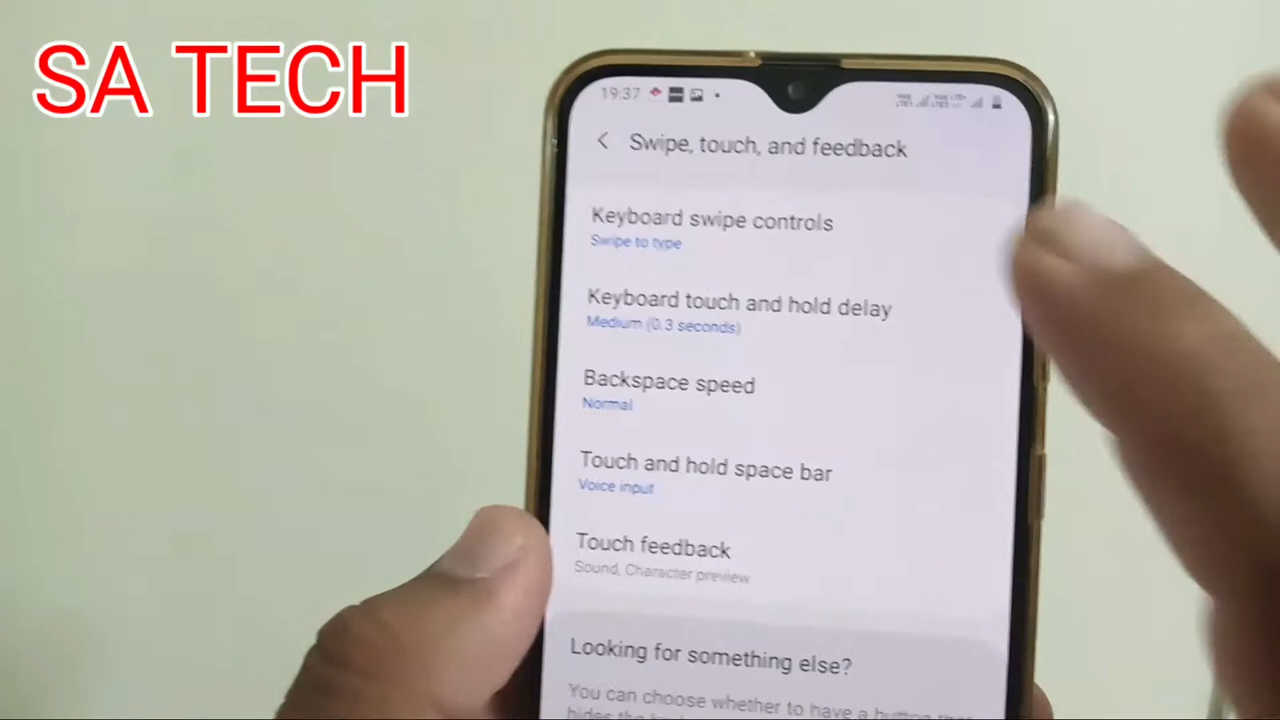 SA TECH
19:37
Swipe, touch, and feedback
Keyboard swipe controls
Swipe to type
Keyboard touch and hold delay
Medium (0.3 seconds)
Backspace speed
Normal
Touch and hold space bar
Voice input
Touch feedback
Sound, Character preview
Looking for something else?
You can choose whether to have a button that
hides the